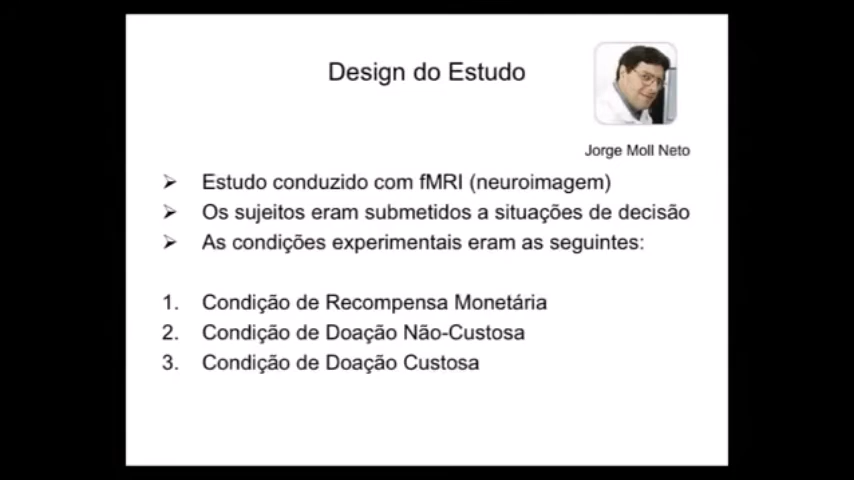 Design do Estudo
Jorge Moll Neto
➢ Estudo conduzido com fMRI (neuroimagem)
➢ Os sujeitos eram submetidos a situações de decisão
➢ As condições experimentais eram as seguintes:
1. Condição de Recompensa Monetária
2. Condição de Doação Não-Custosa
3. Condição de Doação Custosa